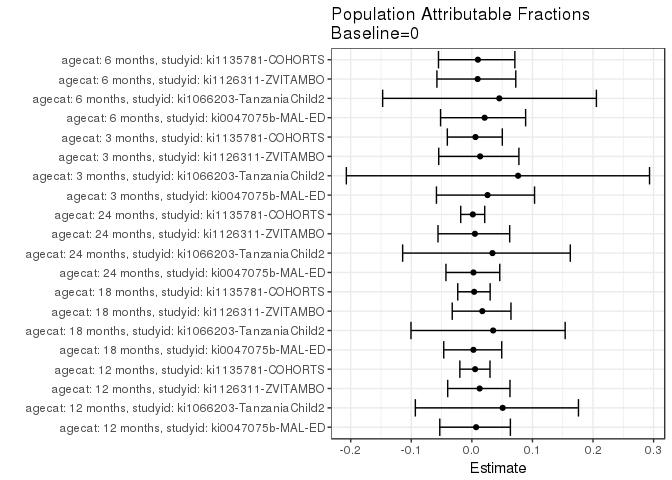 Population Attributable Fractions
Baseline=0
agecat: 6 months, studyid: ki1135781-COHORTS
agecat: 6 months, studyid: ki1126311-ZVITAMBO
agecat: 6 months, studyid: ki1066203-TanzaniaChild2
agecat: 6 months, studyid: ki0047075b-MAL-ED
agecat: 3 months, studyid: ki1135781-COHORTS
agecat: 3 months, studyid: ki1126311-ZVITAMBO
agecat: 3 months, studyid: ki1066203-TanzaniaChild2
agecat: 3 months, studyid: ki0047075b-MAL-ED
agecat: 24 months, studyid: ki1135781-COHORTS
agecat: 24 months, studyid: ki1126311-ZVITAMBO
agecat: 24 months, studyid: ki1066203-TanzaniaChild2
agecat: 24 months, studyid: ki0047075b-MAL-ED
agecat: 18 months, studyid: ki1135781-COHORTS
agecat: 18 months, studyid: ki1126311-ZVITAMBO
agecat: 18 months, studyid: ki1066203-TanzaniaChild2
agecat: 18 months, studyid: ki0047075b-MAL-ED
agecat: 12 months, studyid: ki1135781-COHORTS
agecat: 12 months, studyid: ki1126311-ZVITAMBO
agecat: 12 months, studyid: ki1066203-TanzaniaChild2
agecat: 12 months, studyid: ki0047075b-MAL-ED
-0.2 -0.1 0.0 0.1 0.2 0.3
Estimate